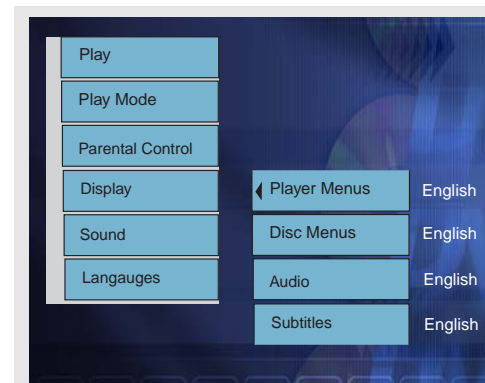 Play
Play Mode
Parental Control
Display
Sound
Langauges
Player Menus English
Disc Menus English
Audio English
Subtitles English